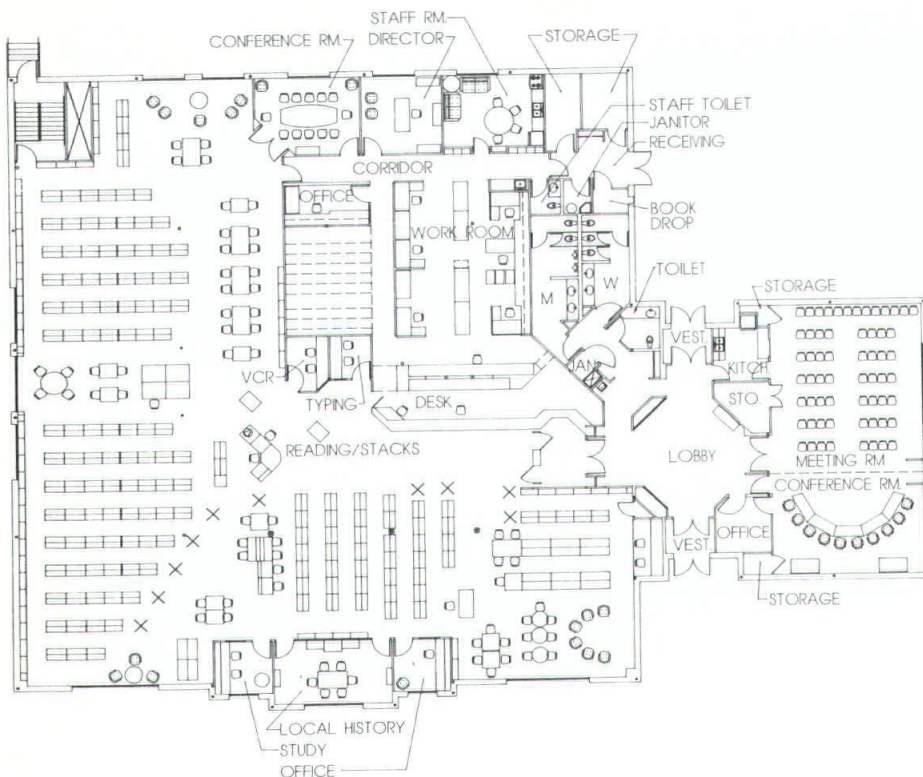 STAFF RM.
CONFERENCE RM.
DIRECTOR
STORAGE
STAFF TOILET
JANITOR
RECEIVING
CORRIDOR
OFFICE
BOOK
DROP
WORK ROOM
TOILET
STORAGE
M
W
VEST.
KITCH
VCR
JAN
STO.
TYPING
DESK
READING/STACKS
LOBBY
MEETING RM
CONFERENCE RM.
VEST.
OFFICE
STORAGE
LOCAL HISTORY
STUDY
OFFICE